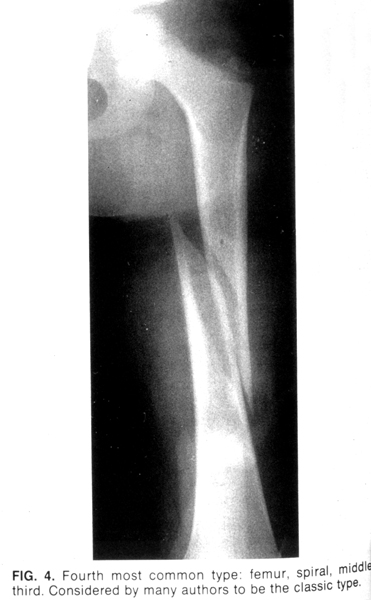 FIG. 4. Fourth most common type: femur, spiral, middle
third. Considered by many authors to be the classic type.